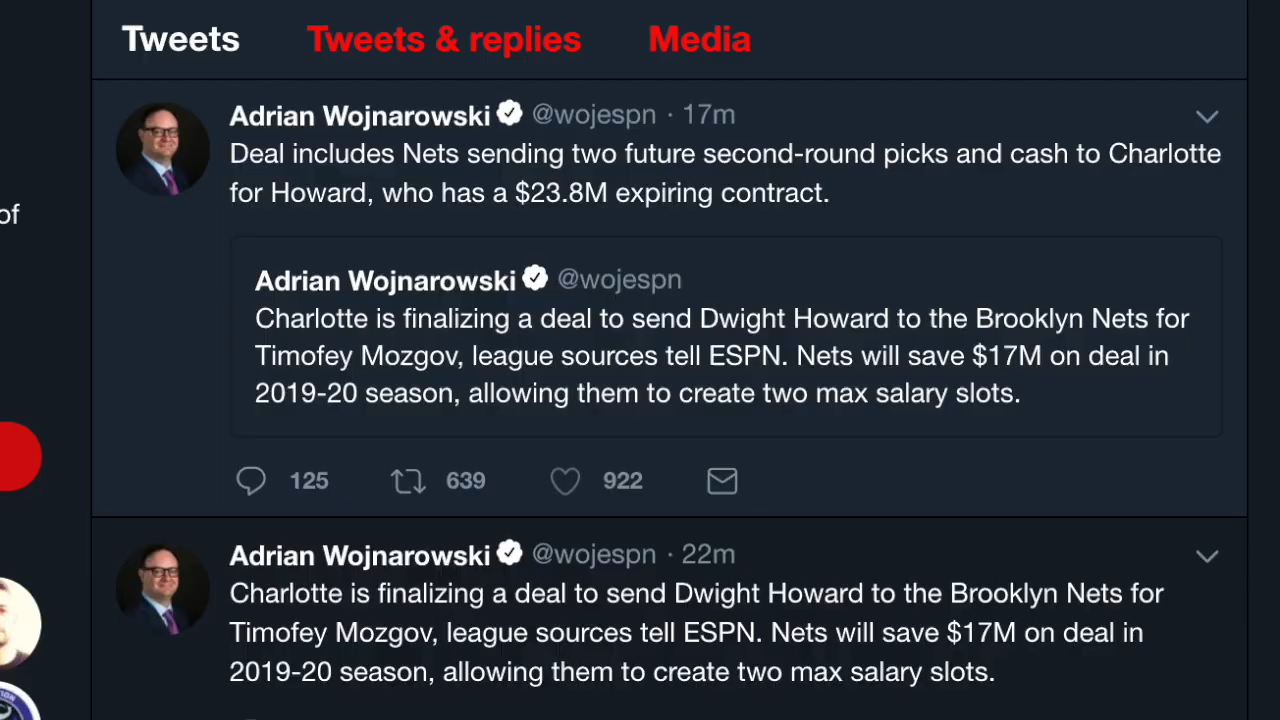 Tweets Tweets & replies Media
Adrian Wojnarowski @wojespn · 17m
Deal includes Nets sending two future second-round picks and cash to Charlotte
for Howard, who has a $23.8M expiring contract.
of
Adrian Wojnarowski @wojespn
Charlotte is finalizing a deal to send Dwight Howard to the Brooklyn Nets for
Timofey Mozgov, league sources tell ESPN. Nets will save $17M on deal in
2019-20 season, allowing them to create two max salary slots.
125 639 922
Adrian Wojnarowski @wojespn · 22m
Charlotte is finalizing a deal to send Dwight Howard to the Brooklyn Nets for
Timofey Mozgov, league sources tell ESPN. Nets will save $17M on deal in
2019-20 season, allowing them to create two max salary slots.